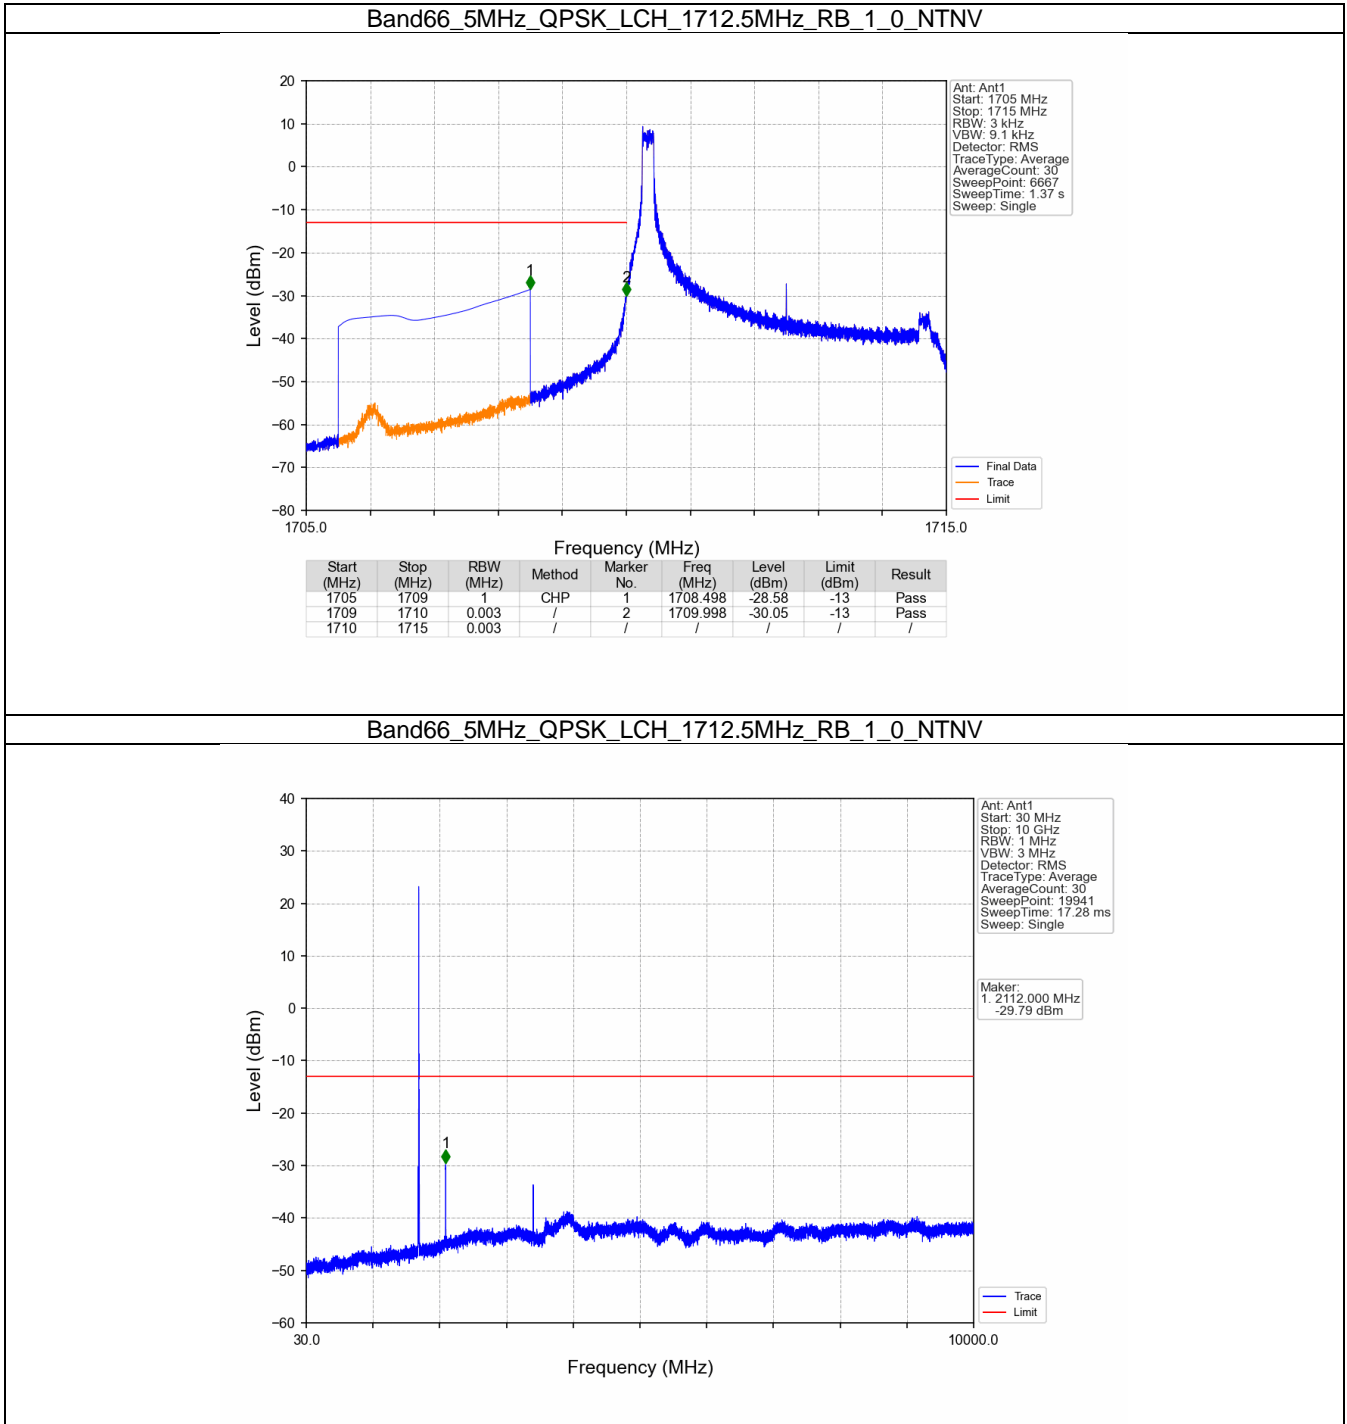 Band66_5MHz_QPSK_LCH_1712.5MHz_RB_1_0_NTNV
20
10
0
−10
−20
−30
−40
−50
−60
−70
−80
Level (dBm)
1
2
1705.0
1715.0
Frequency (MHz)
Ant: Ant1
Start: 1705 MHz
Stop: 1715 MHz
RBW: 3 kHz
VBW: 9.1 kHz
Detector: RMS
TraceType: Average
AverageCount: 30
SweepPoint: 6667
SweepTime: 1.37 s
Sweep: Single
Final Data
Trace
Limit
Start (MHz) Stop (MHz) RBW (MHz) Method Marker No. Freq (MHz) Level (dBm) Limit (dBm) Result
1705 1709 1 CHP 1 1708.498 -28.58 -13 Pass
1709 1710 0.003 / 2 1709.998 -30.05 -13 Pass
1710 1715 0.003 / / / / / /
Band66_5MHz_QPSK_LCH_1712.5MHz_RB_1_0_NTNV
40
30
20
10
0
−10
−20
−30
−40
−50
−60
Level (dBm)
1
30.0
10000.0
Frequency (MHz)
Ant: Ant1
Start: 30 MHz
Stop: 10 GHz
RBW: 1 MHz
VBW: 3 MHz
Detector: RMS
TraceType: Average
AverageCount: 30
SweepPoint: 19941
SweepTime: 17.28 ms
Sweep: Single
Maker:
1. 2112.000 MHz
-29.79 dBm
Trace
Limit